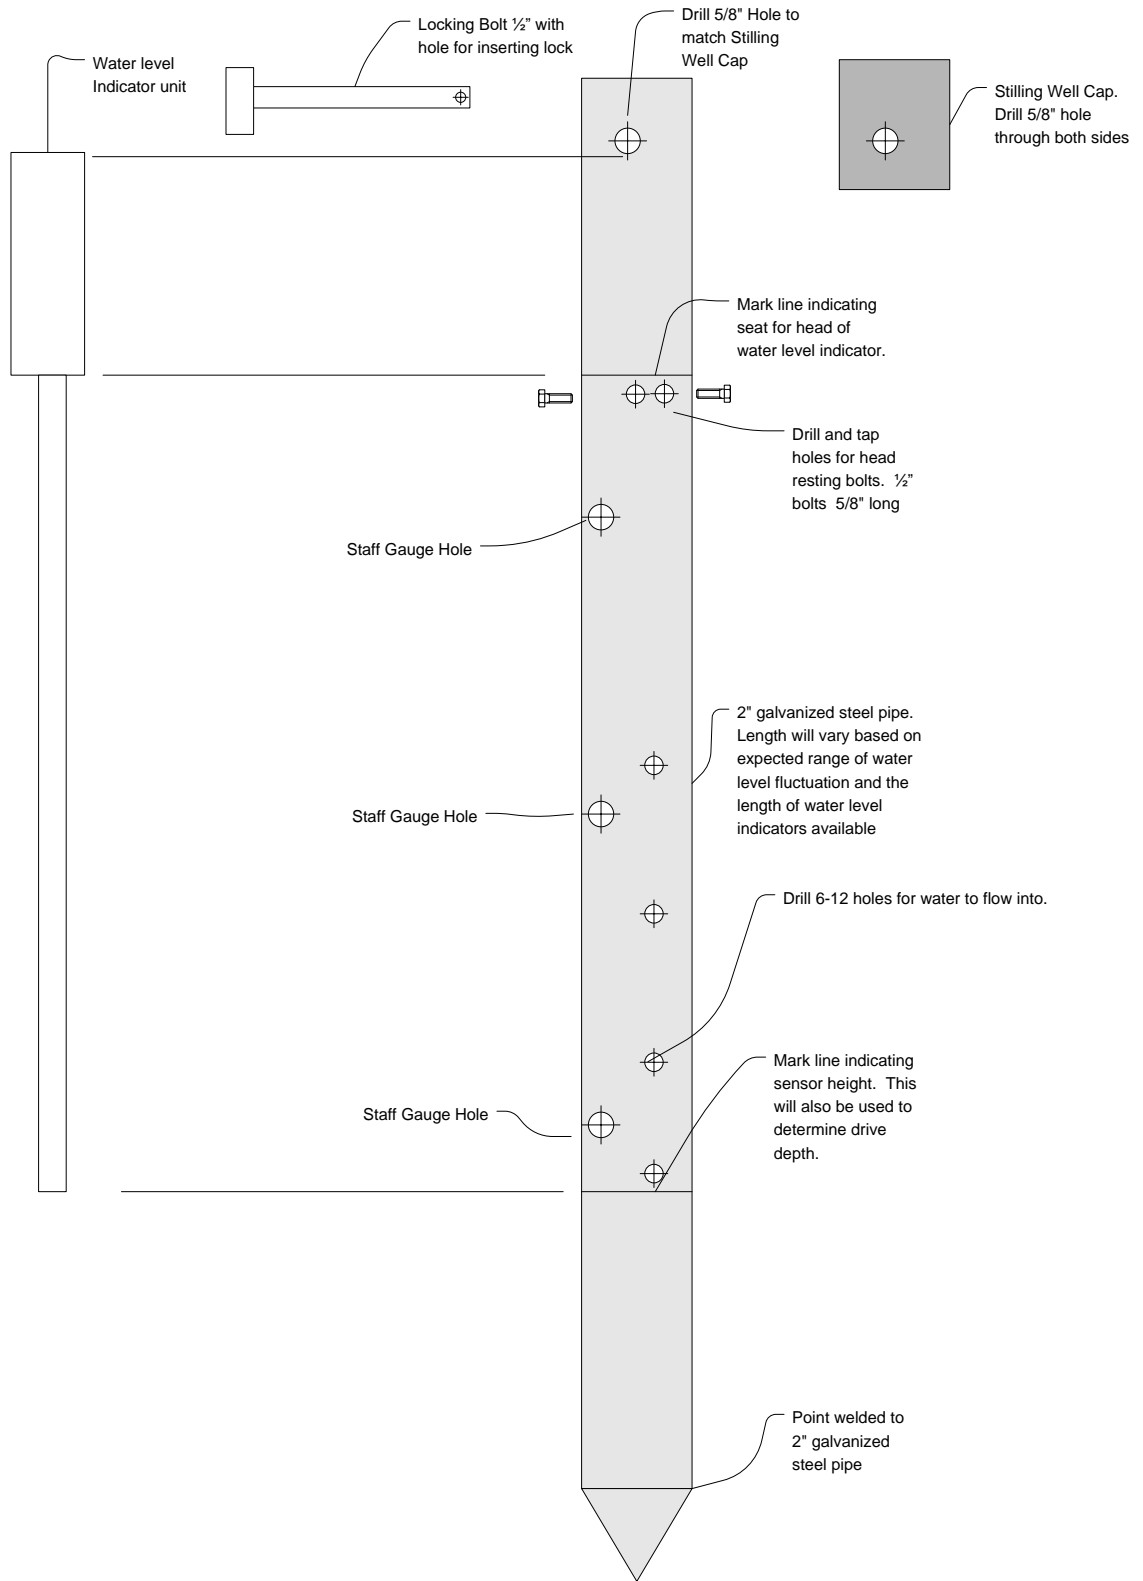 Drill 5/8" Hole to
match Stilling
Well Cap
Locking Bolt ½” with
hole for inserting lock
Water level
Indicator unit
Stilling Well Cap.
Drill 5/8" hole
through both sides
Mark line indicating
seat for head of
water level indicator.
Drill and tap
holes for head
resting bolts.  ½”
bolts  5/8" long
Staff Gauge Hole
2" galvanized steel pipe.
Length will vary based on
expected range of water
level fluctuation and the
length of water level
indicators available
Staff Gauge Hole
Drill 6-12 holes for water to flow into.
Mark line indicating
sensor height.  This
will also be used to
determine drive
depth.
Staff Gauge Hole
Point welded to
2" galvanized
steel pipe